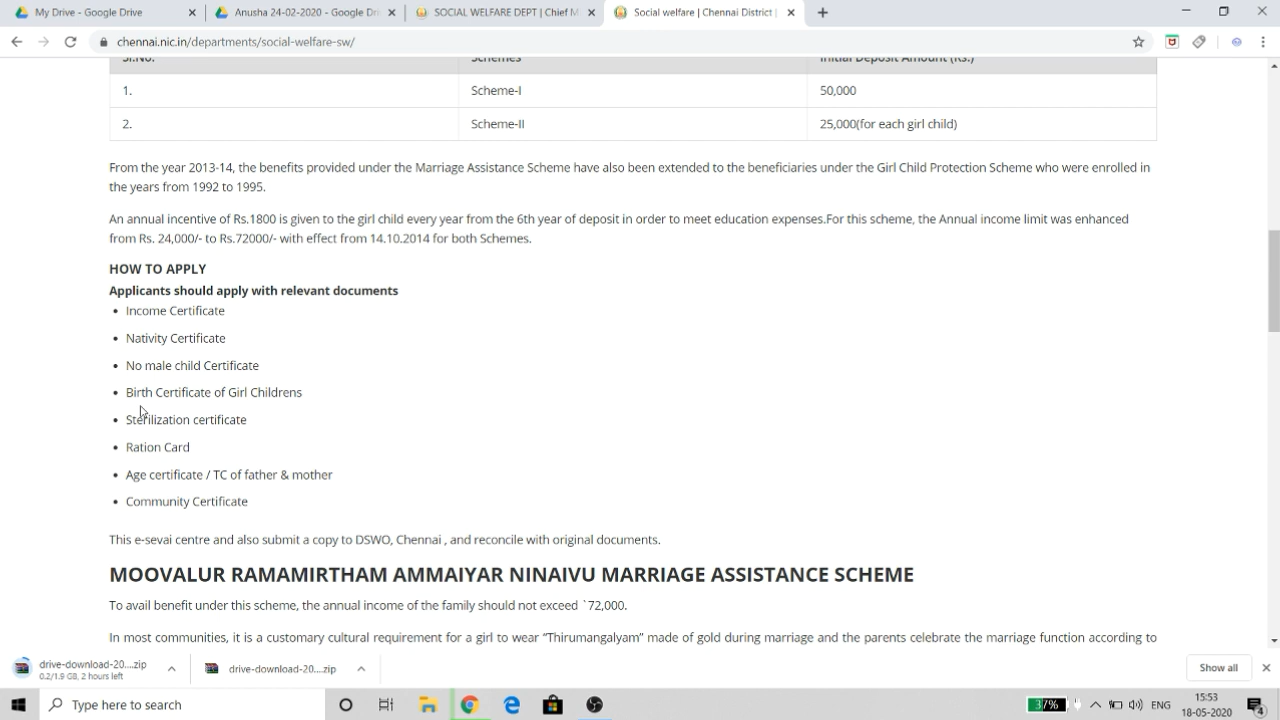 My Drive - Google Drive
Anusha 24-02-2020 - Google Dri
SOCIAL WELFARE DEPT | Chief M
Social welfare | Chennai District |
chennai.nic.in/departments/social-welfare-sw/
Sl.No. Schemes Initial Deposit Amount (Rs.)
1. Scheme-I 50,000
2. Scheme-II 25,000(for each girl child)
From the year 2013-14, the benefits provided under the Marriage Assistance Scheme have also been extended to the beneficiaries under the Girl Child Protection Scheme who were enrolled in
the years from 1992 to 1995.
An annual incentive of Rs.1800 is given to the girl child every year from the 6th year of deposit in order to meet education expenses.For this scheme, the Annual income limit was enhanced
from Rs. 24,000/- to Rs.72000/- with effect from 14.10.2014 for both Schemes.
HOW TO APPLY
Applicants should apply with relevant documents
• Income Certificate
• Nativity Certificate
• No male child Certificate
• Birth Certificate of Girl Childrens
• Sterilization certificate
• Ration Card
• Age certificate / TC of father & mother
• Community Certificate
This e-sevai centre and also submit a copy to DSWO, Chennai , and reconcile with original documents.
MOOVALUR RAMAMIRTHAM AMMAIYAR NINAIVU MARRIAGE ASSISTANCE SCHEME
To avail benefit under this scheme, the annual income of the family should not exceed `72,000.
In most communities, it is a customary cultural requirement for a girl to wear “Thirumangalyam” made of gold during marriage and the parents celebrate the marriage function according to
drive-download-20....zip
0.2/1.9 GB, 2 hours left
drive-download-20....zip
Show all
Type here to search
37%
ENG
15:53
18-05-2020
4